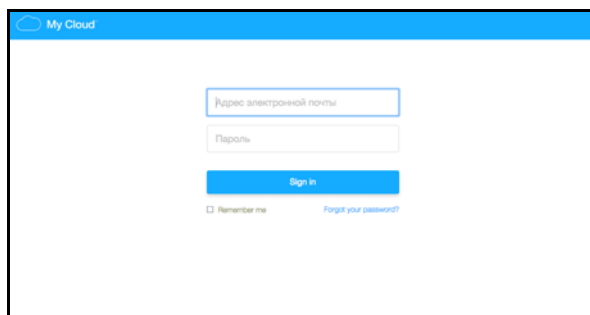 My Cloud
Адрес электронной почты
Пароль
Sign in
Remember me Forgot your password?